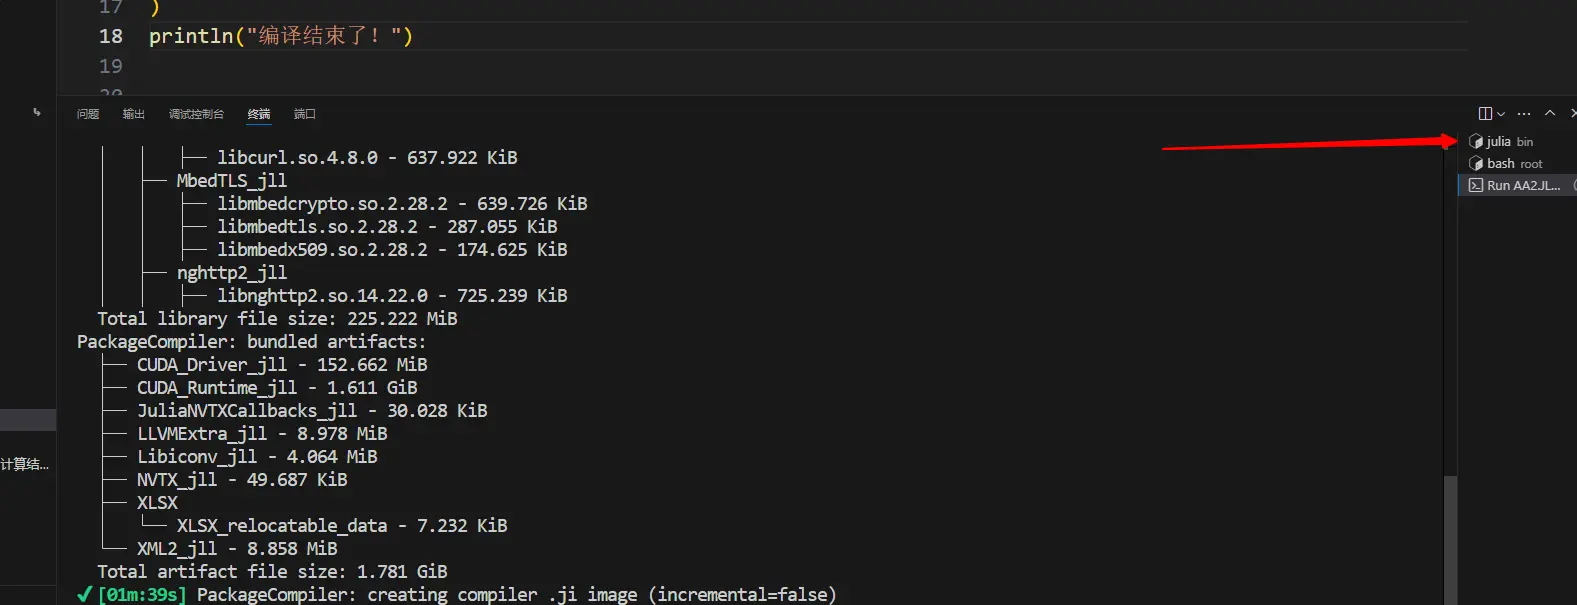 17 )
18 println("编译结束了！")
19
20
问题 输出 调试控制台 终端 端口
julia bin
bash root
Run AA2.JL...
libcurl.so.4.8.0 - 637.922 KiB
MbedTLS_jll
libmbedcrypto.so.2.28.2 - 639.726 KiB
libmbedtls.so.2.28.2 - 287.055 KiB
libmbedx509.so.2.28.2 - 174.625 KiB
nghttp2_jll
libnghttp2.so.14.22.0 - 725.239 KiB
Total library file size: 225.222 MiB
PackageCompiler: bundled artifacts:
CUDA_Driver_jll - 152.662 MiB
CUDA_Runtime_jll - 1.611 GiB
JuliaNVTXCallbacks_jll - 30.028 KiB
LLVMExtra_jll - 8.978 MiB
Libiconv_jll - 4.064 MiB
NVTX_jll - 49.687 KiB
XLSX
XLSX_relocatable_data - 7.232 KiB
XML2_jll - 8.858 MiB
Total artifact file size: 1.781 GiB
✔ [01m:39s] PackageCompiler: creating compiler .ji image (incremental=false)
计算结...